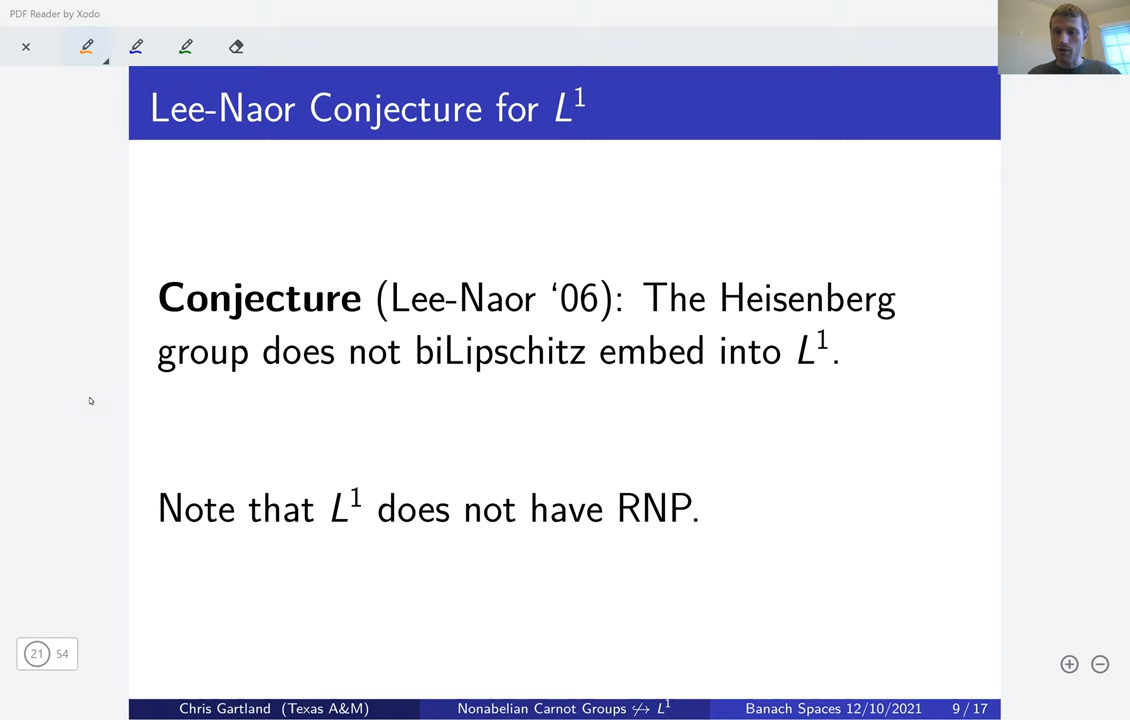 PDF Reader by Xodo
Lee-Naor Conjecture for L¹
Conjecture (Lee-Naor ‘06): The Heisenberg
group does not biLipschitz embed into L¹.
Note that L¹ does not have RNP.
21 54
Chris Gartland (Texas A&M) Nonabelian Carnot Groups ↪̸ L¹ Banach Spaces 12/10/2021 9 / 17